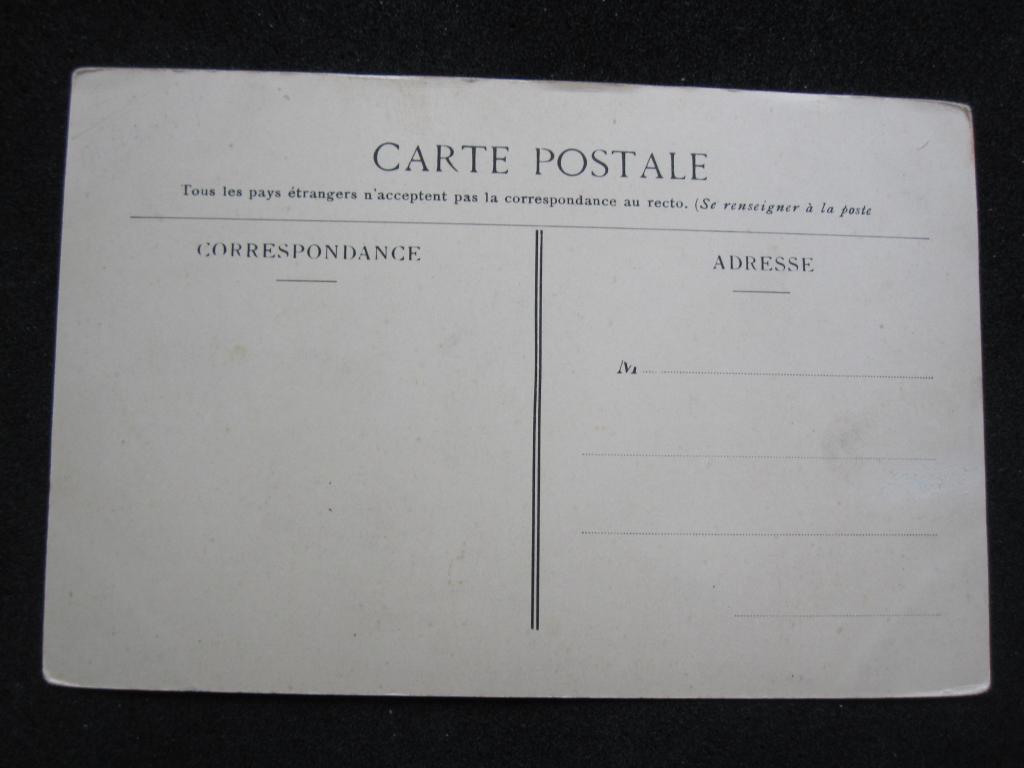 CARTE POSTALE
Tous les pays étrangers n'acceptent pas la correspondance au recto. (Se renseigner à la poste
CORRESPONDANCE
ADRESSE
M